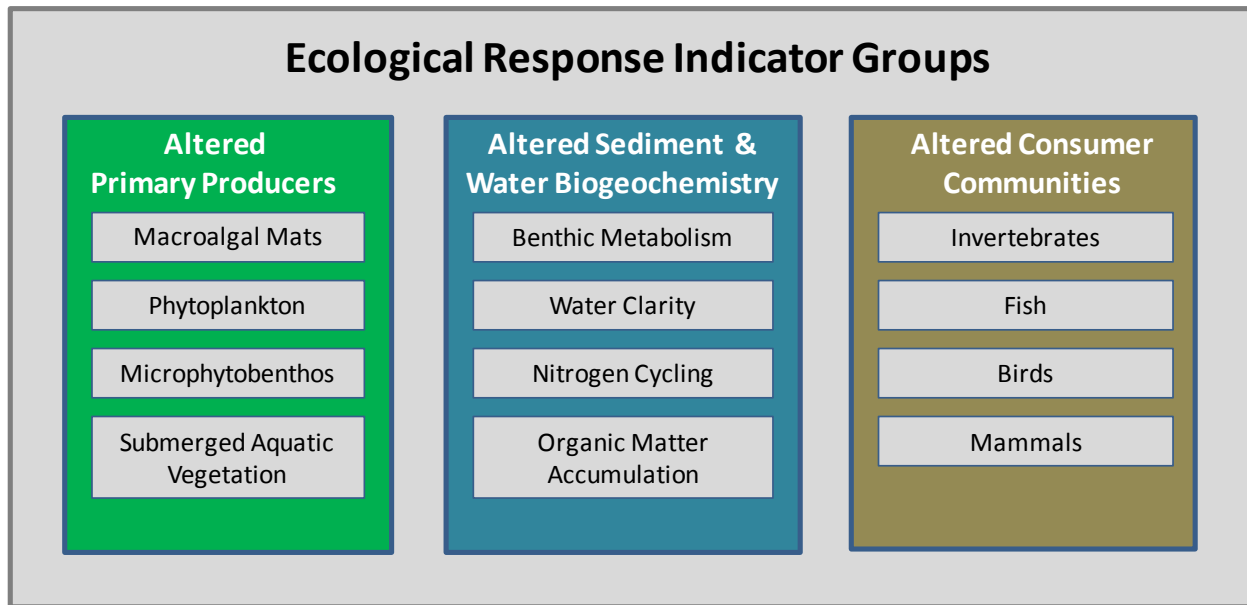 Ecological Response Indicator Groups
Altered
Primary Producers
Macroalgal Mats
Phytoplankton
Microphytobenthos
Submerged Aquatic
Vegetation
Altered Sediment &
Water Biogeochemistry
Benthic Metabolism
Water Clarity
Nitrogen Cycling
Organic Matter
Accumulation
Altered Consumer
Communities
Invertebrates
Fish
Birds
Mammals